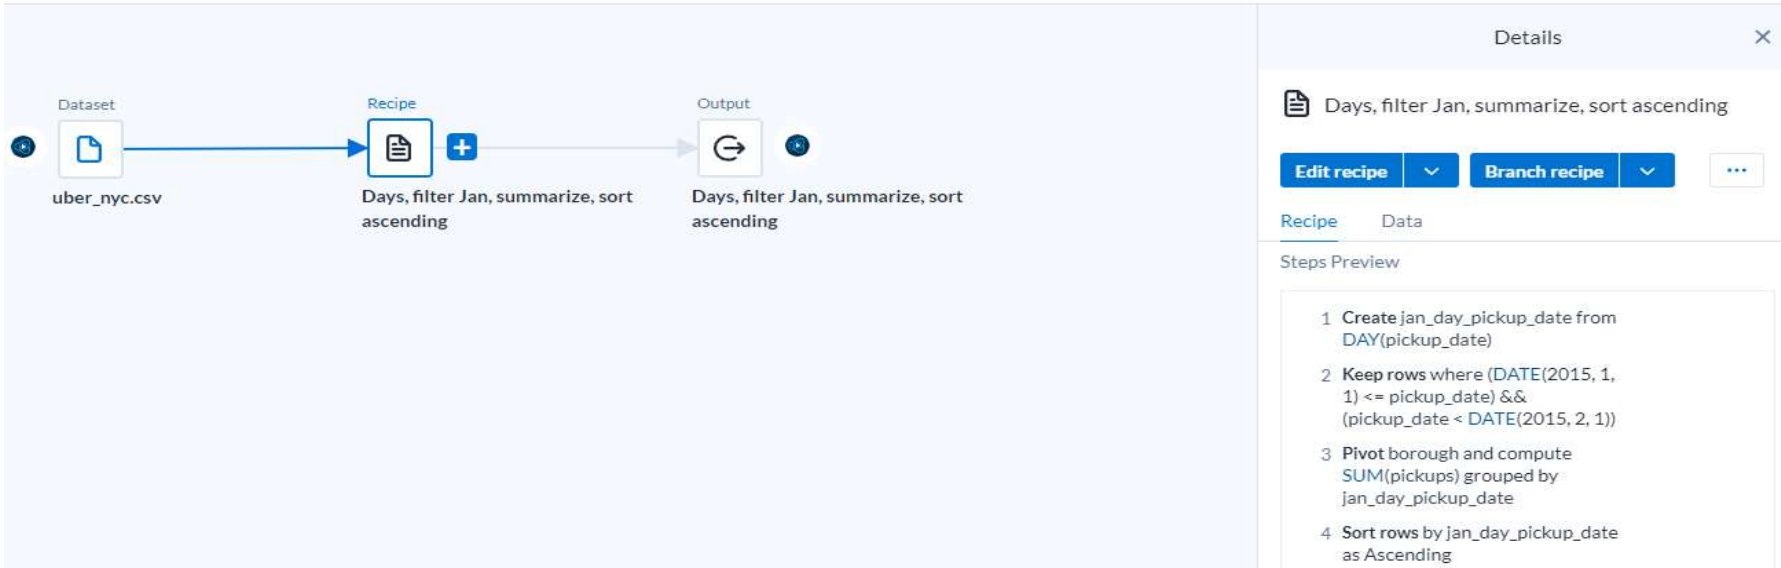 Dataset
uber_nyc.csv
Recipe
Days, filter Jan, summarize, sort
ascending
Output
Days, filter Jan, summarize, sort
ascending
Details
Days, filter Jan, summarize, sort ascending
Edit recipe
Branch recipe
Recipe Data
Steps Preview
1 Create jan_day_pickup_date from
DAY(pickup_date)
2 Keep rows where (DATE(2015, 1,
1) <= pickup_date) &&
(pickup_date < DATE(2015, 2, 1))
3 Pivot borough and compute
SUM(pickups) grouped by
jan_day_pickup_date
4 Sort rows by jan_day_pickup_date
as Ascending